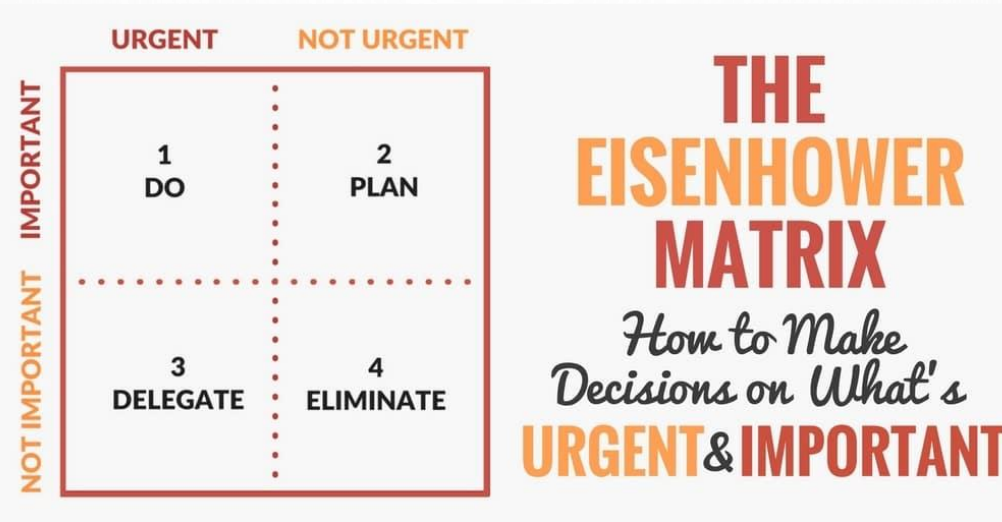 URGENT NOT URGENT
IMPORTANT
NOT IMPORTANT
1
DO
2
PLAN
3
DELEGATE
4
ELIMINATE
THE
EISENHOWER
MATRIX
How to Make
Decisions on What's
URGENT & IMPORTANT